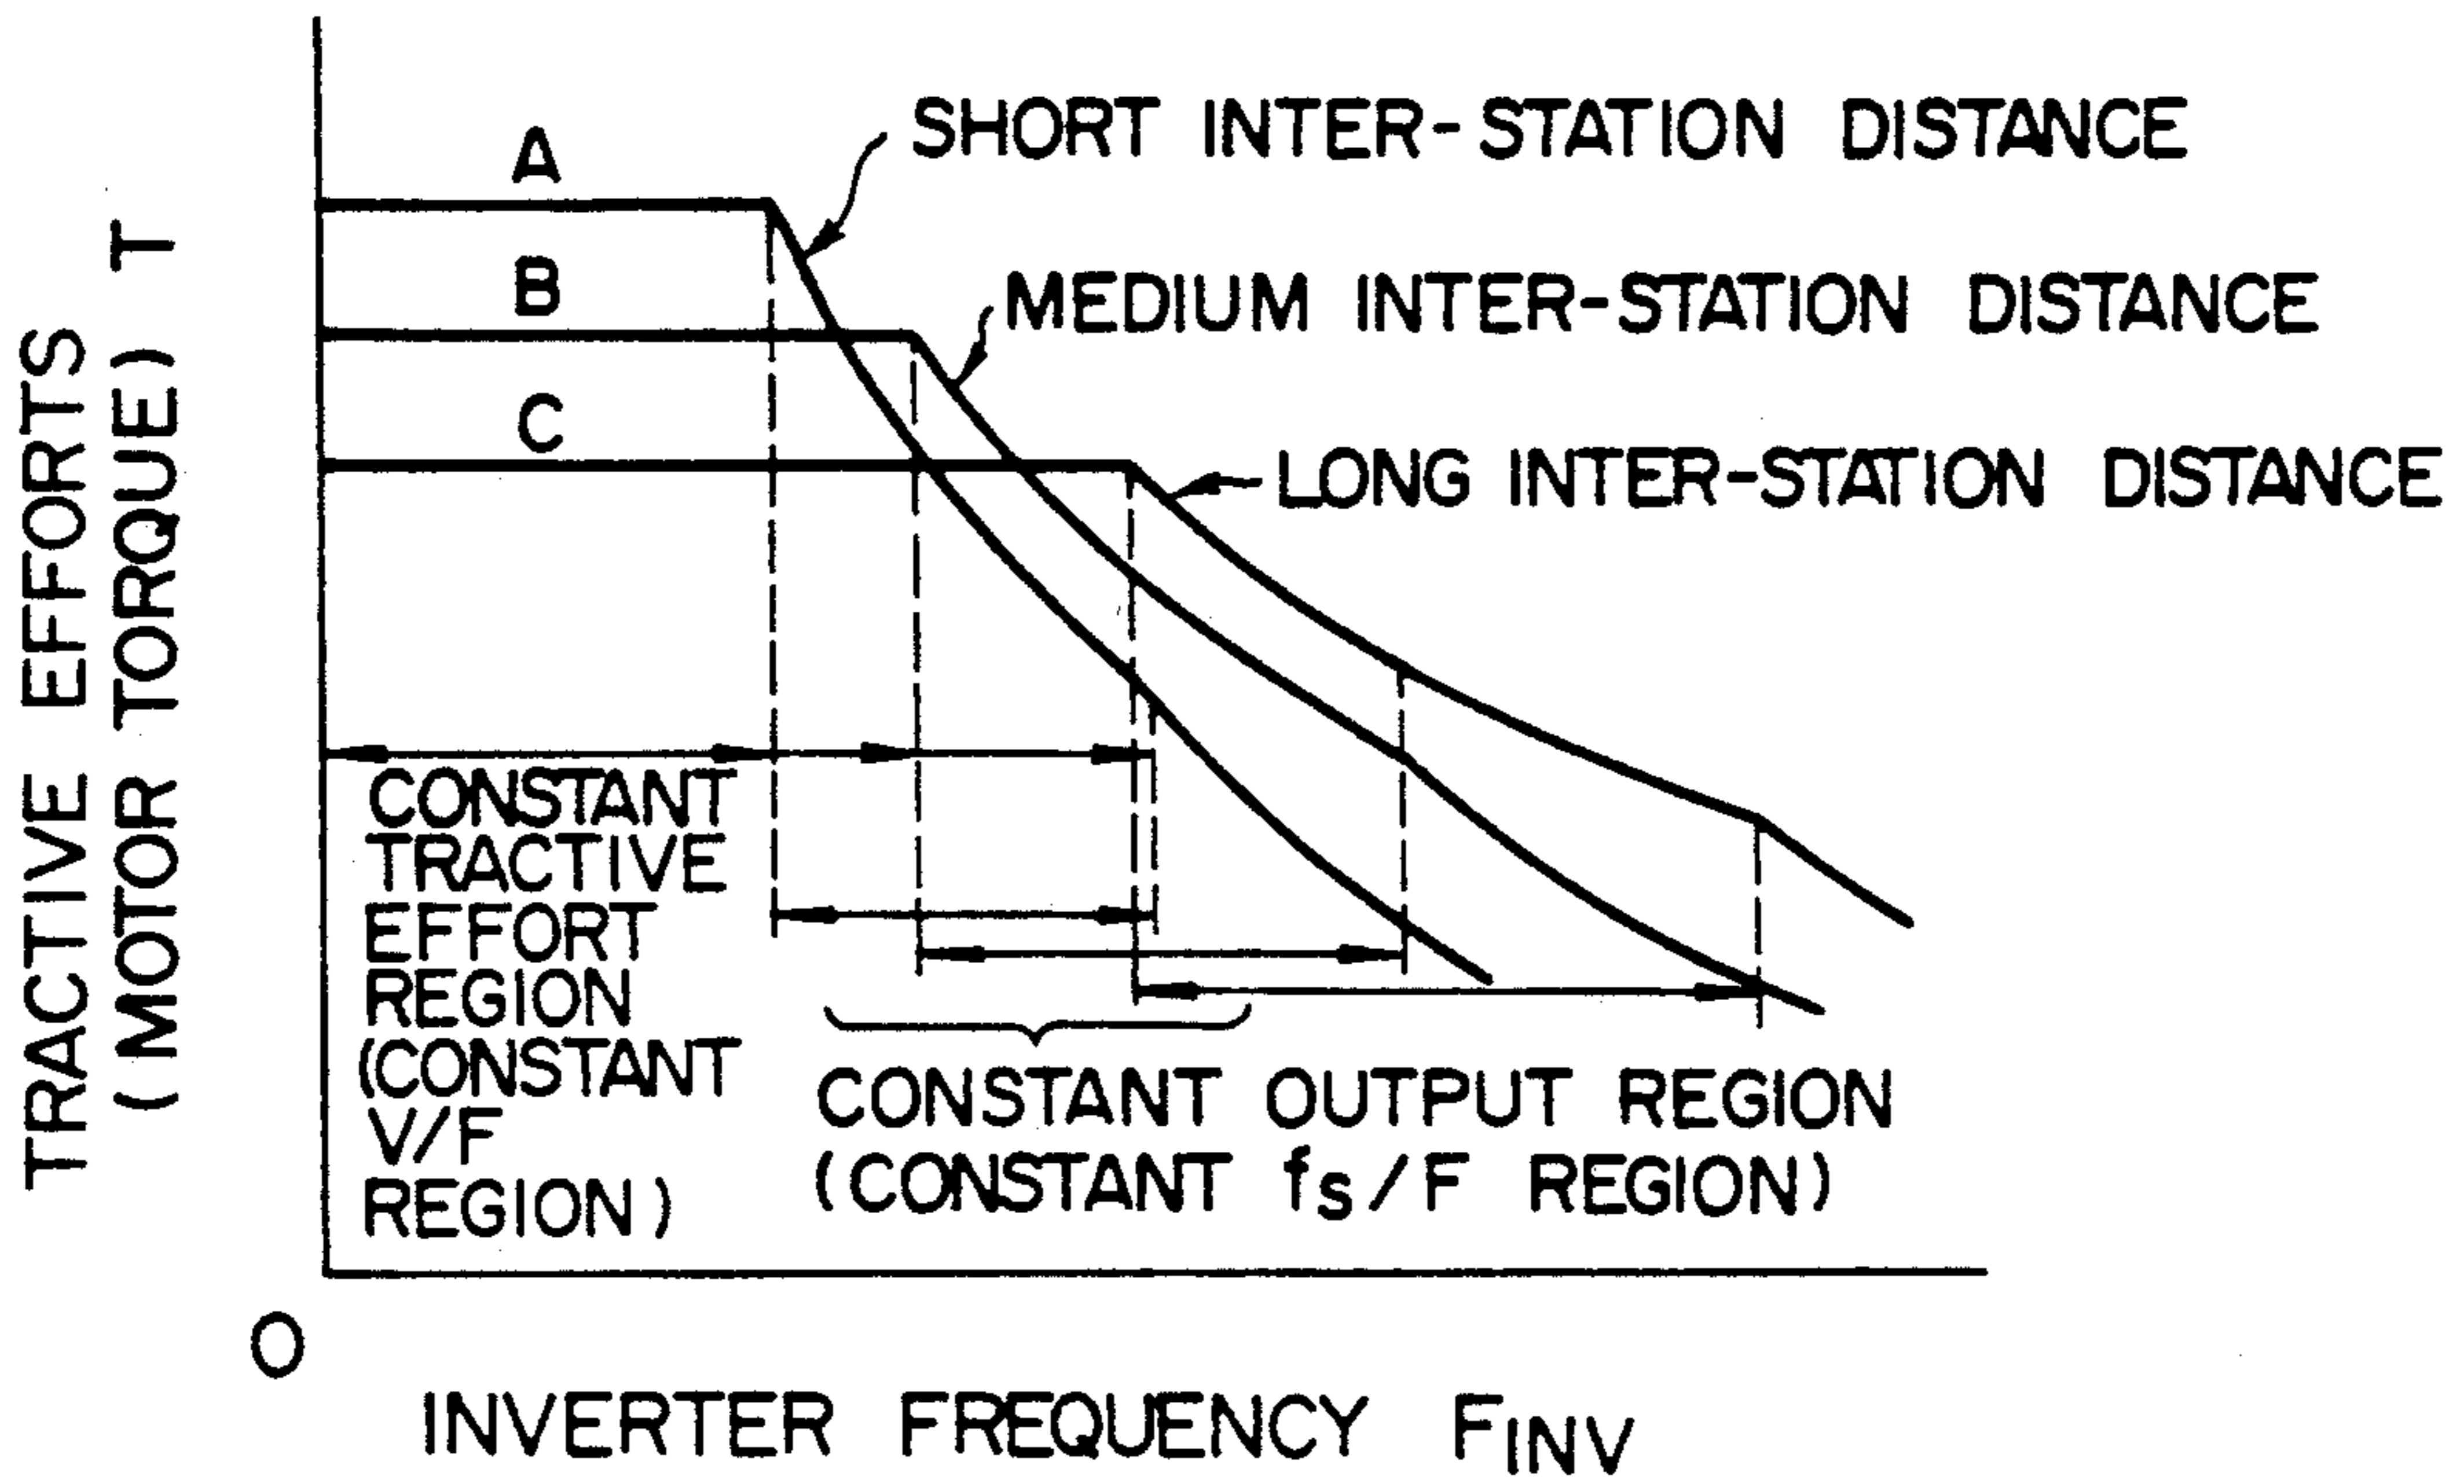 TRACTIVE EFFORTS
(MOTOR TORQUE) T
A
SHORT INTER-STATION DISTANCE
B
MEDIUM INTER-STATION DISTANCE
C
LONG INTER-STATION DISTANCE
CONSTANT
TRACTIVE
EFFORT
REGION
(CONSTANT
V/F
REGION)
CONSTANT OUTPUT REGION
(CONSTANT fs/F REGION)
O
INVERTER FREQUENCY FINV